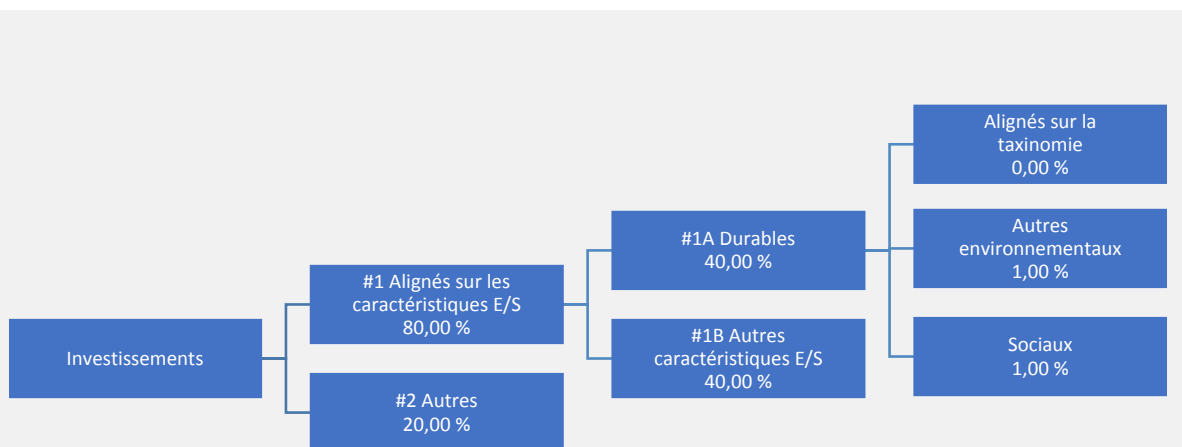 Investissements
#1 Alignés sur les
caractéristiques E/S
80,00 %
#2 Autres
20,00 %
#1A Durables
40,00 %
#1B Autres
caractéristiques E/S
40,00 %
Alignés sur la
taxinomie
0,00 %
Autres
environnementaux
1,00 %
Sociaux
1,00 %